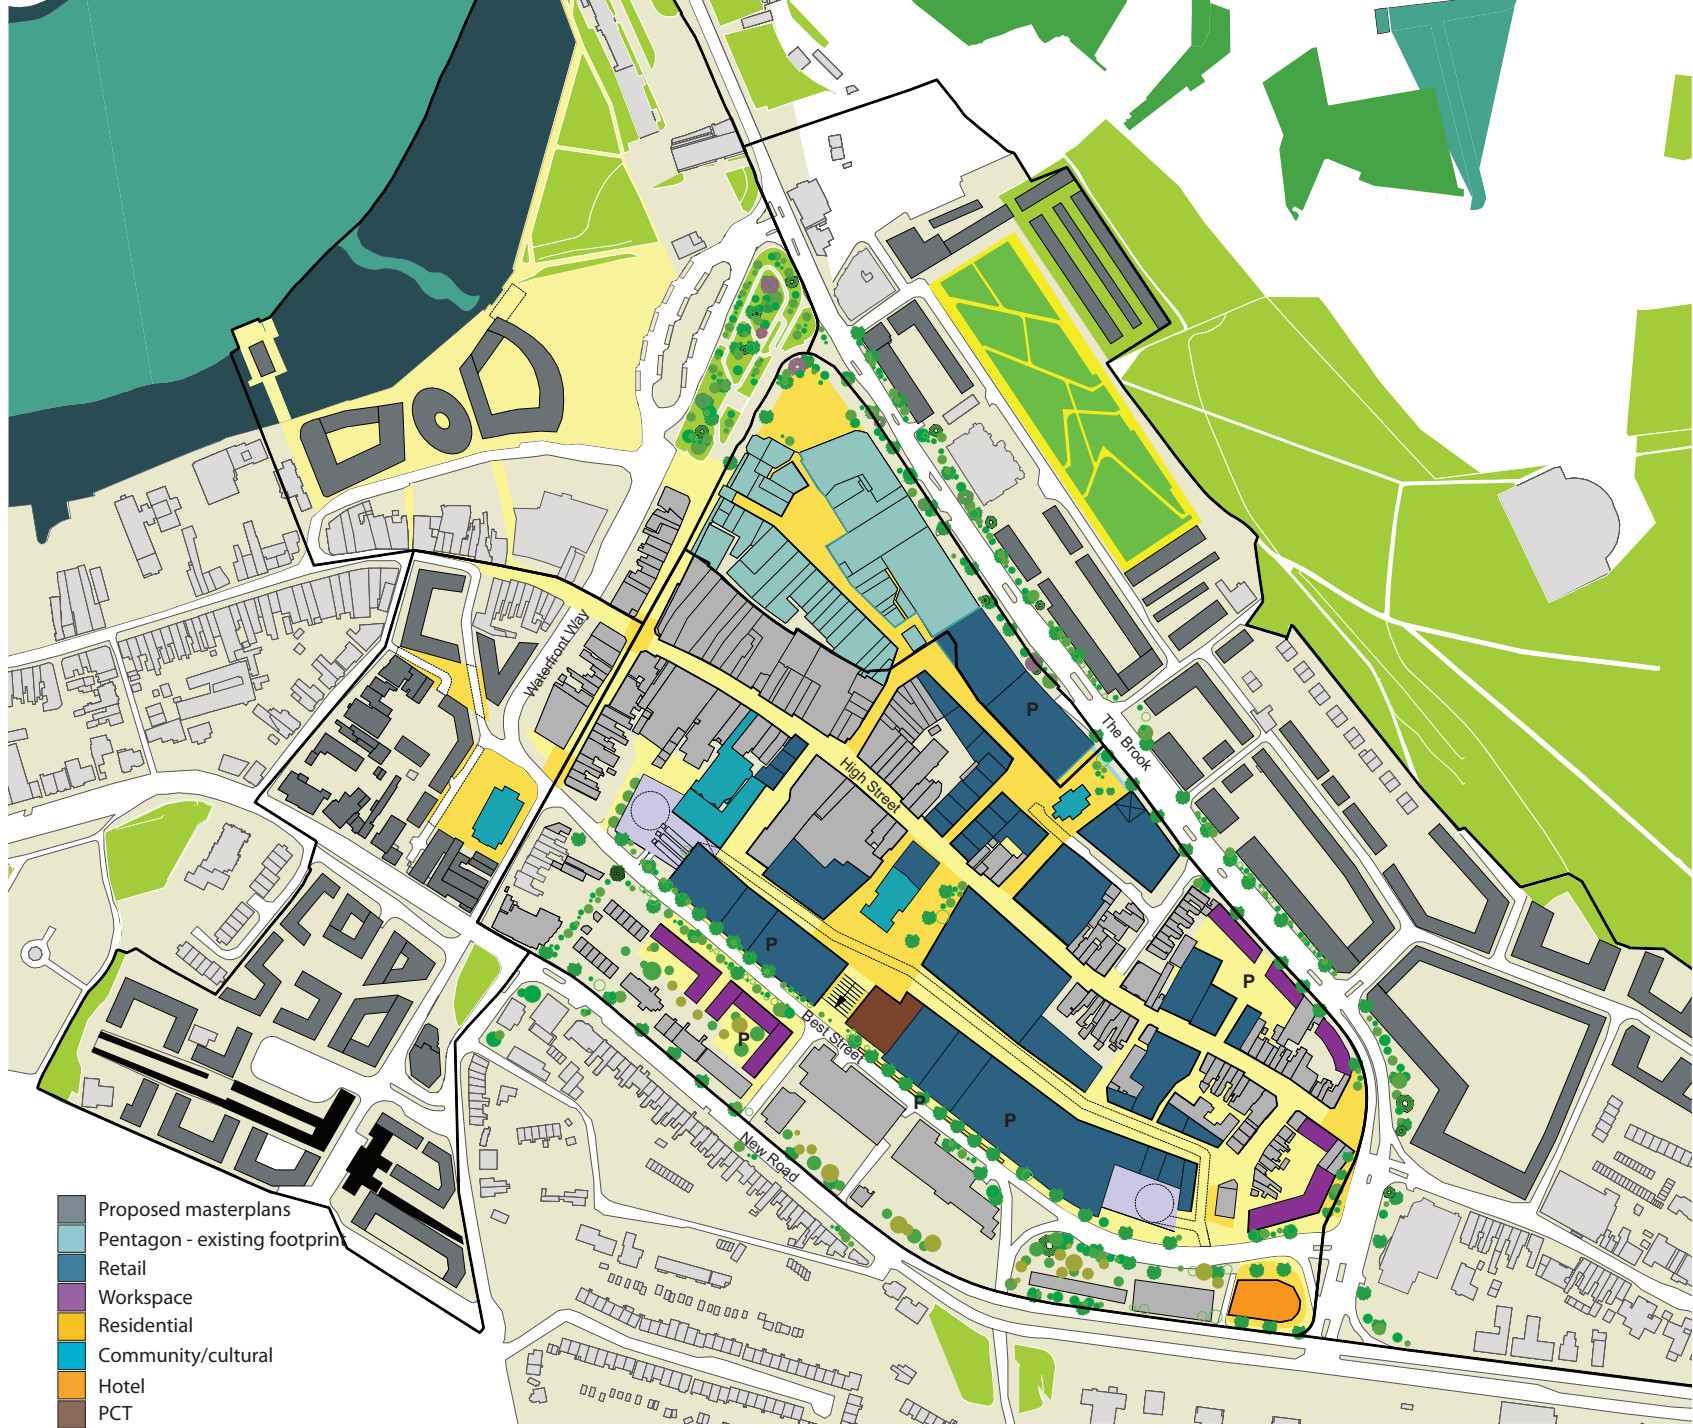 Waterfront Way
P
The Brook
High Street
P
P
Best Street
P
P
P
New Road
Proposed masterplans
Pentagon - existing footprint
Retail
Workspace
Residential
Community/cultural
Hotel
PCT